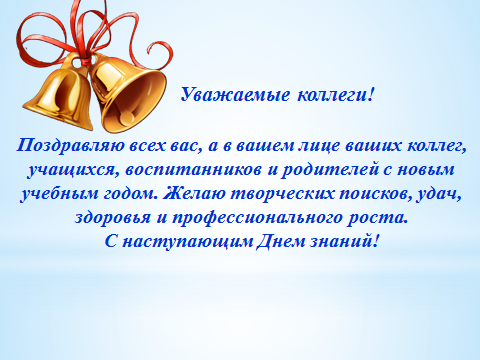 Уважаемые коллеги!
Поздравляю всех вас, а в вашем лице ваших коллег,
учащихся, воспитанников и родителей с новым
учебным годом. Желаю творческих поисков, удач,
здоровья и профессионального роста.
С наступающим Днем знаний!